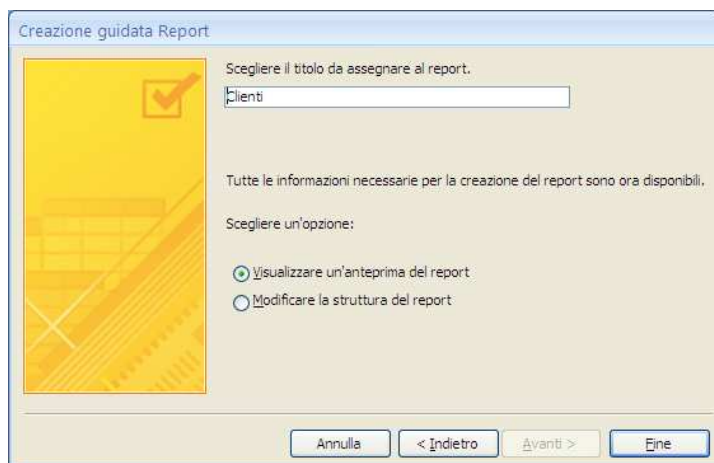 Creazione guidata Report
Scegliere il titolo da assegnare al report.
Clienti
Tutte le informazioni necessarie per la creazione del report sono ora disponibili.
Scegliere un'opzione:
Visualizzare un'anteprima del report
Modificare la struttura del report
Annulla
< Indietro
Avanti >
Fine